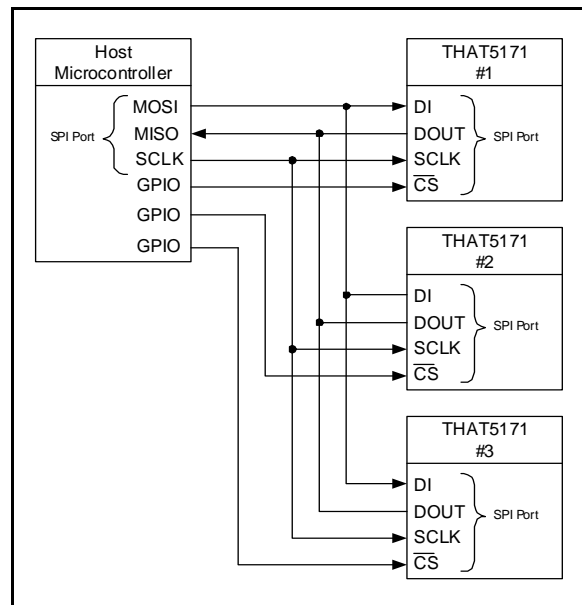 Host
Microcontroller
MOSI
MISO
SCLK
SPI Port
GPIO
GPIO
GPIO
THAT5171
#1
DI
DOUT
SCLK
CS
SPI Port
THAT5171
#2
DI
DOUT
SCLK
CS
SPI Port
THAT5171
#3
DI
DOUT
SCLK
CS
SPI Port